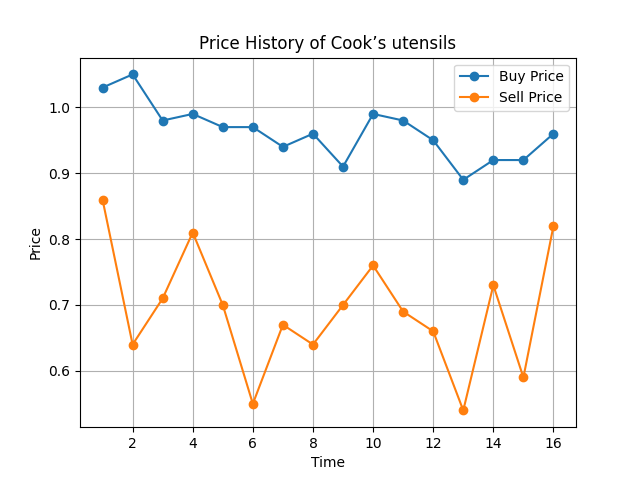 Price History of Cook’s utensils
Buy Price
Sell Price
1.0
0.9
0.8
0.7
0.6
Price
2 4 6 8 10 12 14 16
Time